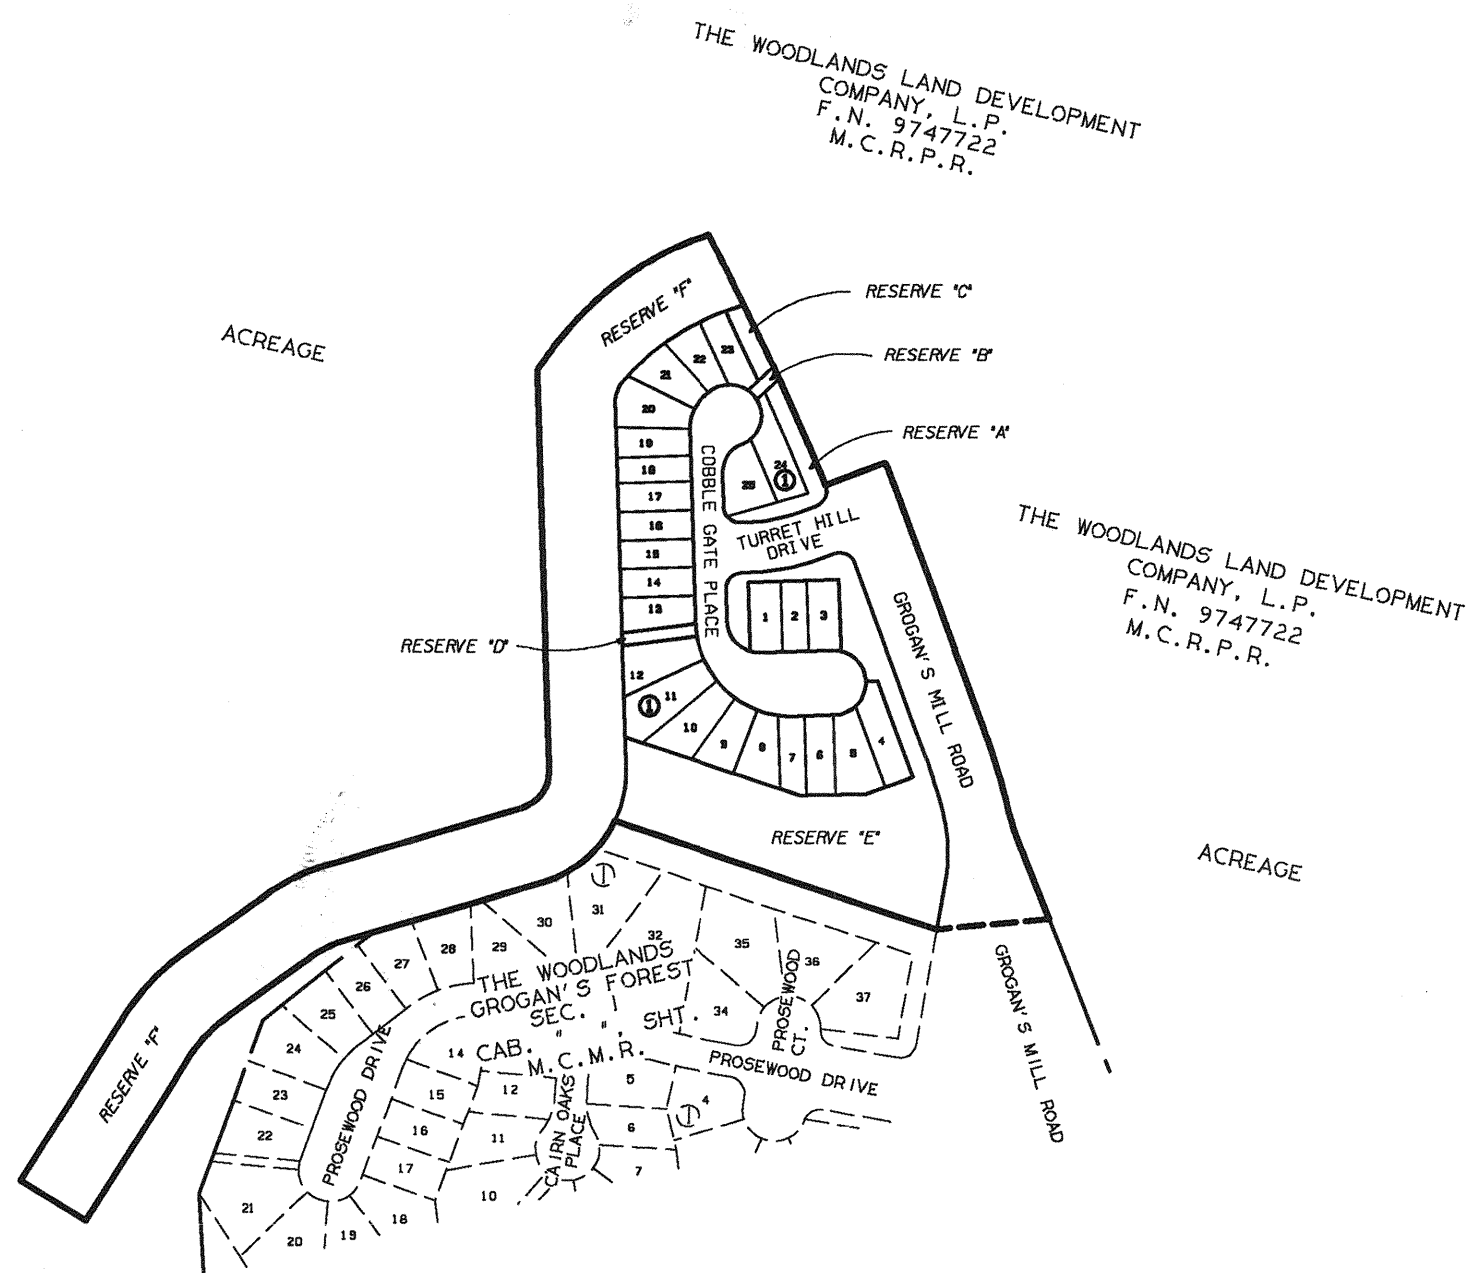 THE WOODLANDS LAND DEVELOPMENT
COMPANY, L.P.
F.N. 9747722
M.C.R.P.R.
RESERVE "C"
RESERVE "F"
ACREAGE
RESERVE "B"
23
22
21
20
RESERVE "A"
19
18
17
16
15
14
13
COBBLE GATE PLACE
24
1
25
TURRET HILL
DRIVE
THE WOODLANDS LAND DEVELOPMENT
COMPANY, L.P.
F.N. 9747722
M.C.R.P.R.
1
2
3
GROGAN'S MILL ROAD
RESERVE "D"
12
11
1
10
9
8
7
6
5
4
RESERVE "E"
ACREAGE
1
30
31
32
35
36
37
34
29
28
27
26
25
24
23
22
21
20
19
18
THE WOODLANDS
GROGAN'S FOREST
SEC.
" "
CAB. , SHT.
M.C.M.R.
PROSEWOOD
CT.
PROSEWOOD DRIVE
PROSEWOOD DRIVE
GROGAN'S MILL ROAD
14
15
16
17
12
11
10
CAIRN OAKS
PLACE
5
6
7
4
1
RESERVE "F"